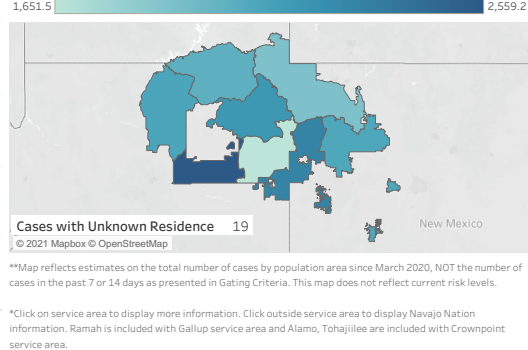 1,651.5 2,559.2
New Mexico
Cases with Unknown Residence 19
© 2021 Mapbox © OpenStreetMap
**Map reflects estimates on the total number of cases by population area since March 2020, NOT the number of
cases in the past 7 or 14 days as presented in Gating Criteria. This map does not reflect current risk levels.
*Click on service area to display more information. Click outside service area to display Navajo Nation
information. Ramah is included with Gallup service area and Alamo, Tohajiilee are included with Crownpoint
service area.